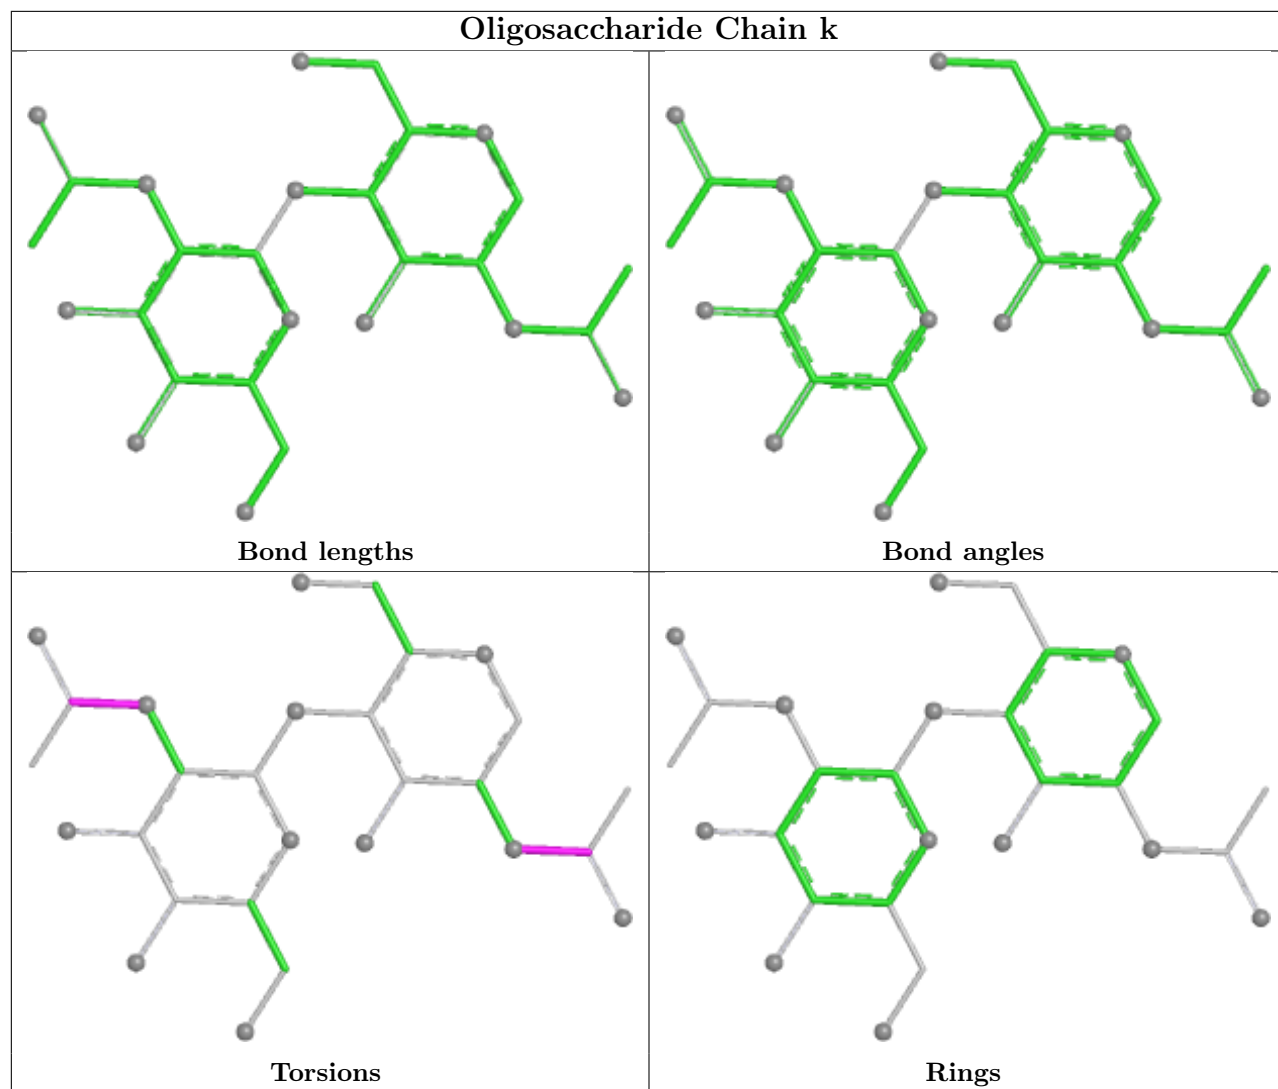 Oligosaccharide Chain k
Bond lengths
Bond angles
Torsions
Rings